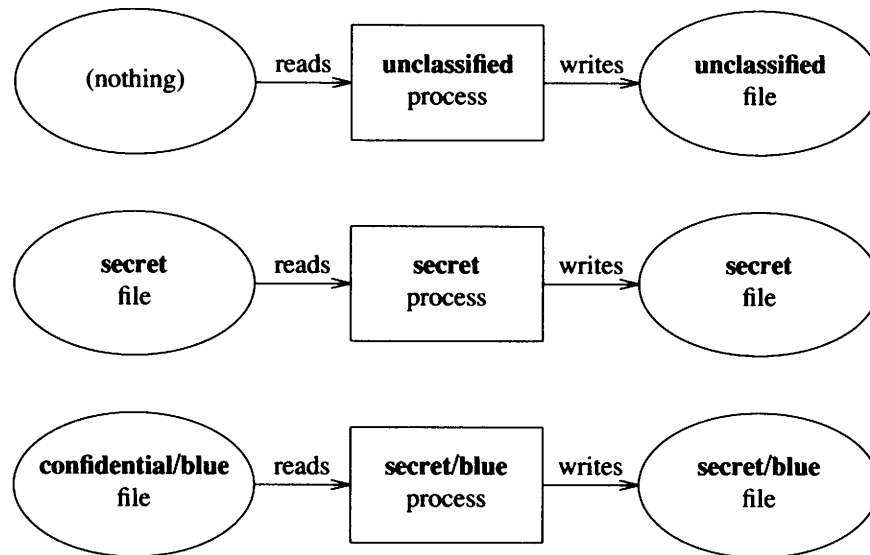 (nothing)
reads
unclassified
process
writes
unclassified
file
secret
file
reads
secret
process
writes
secret
file
confidential/blue
file
reads
secret/blue
process
writes
secret/blue
file